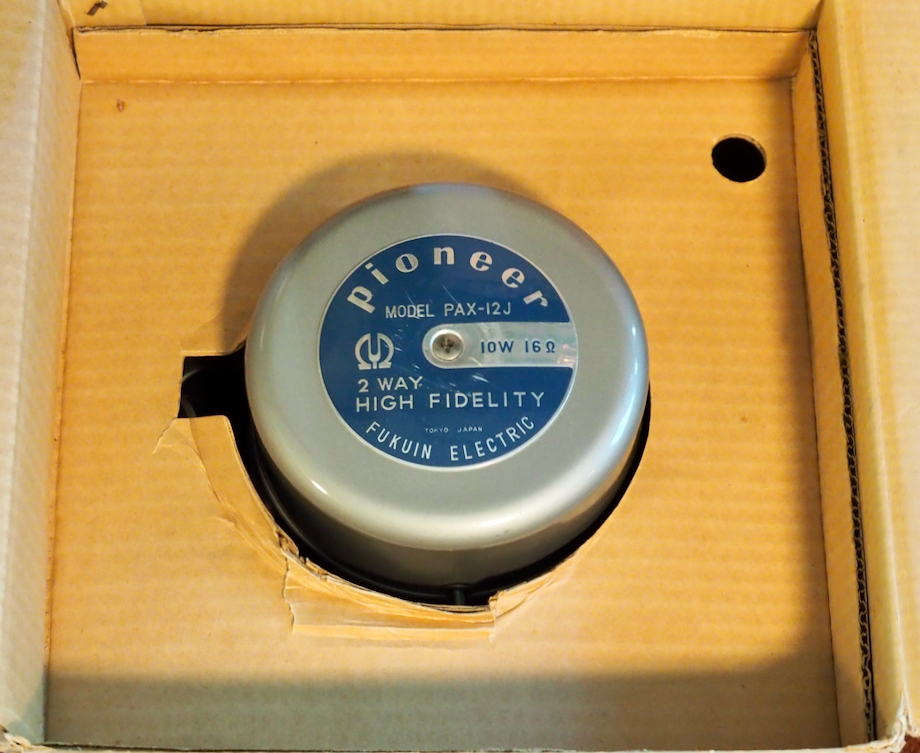 pioneer
MODEL PAX-12J
10W 16Ω
2 WAY
HIGH FIDELITY
TOKYO JAPAN
FUKUIN ELECTRIC